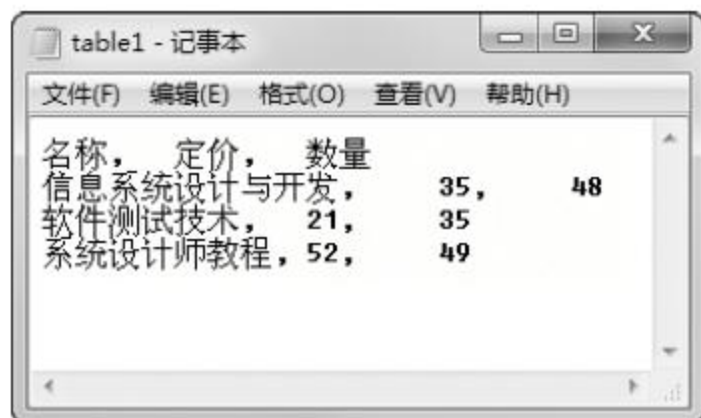 table1 - 记事本
文件(F) 编辑(E) 格式(O) 查看(V) 帮助(H)
名称, 定价, 数量
信息系统设计与开发, 35, 48
软件测试技术, 21, 35
系统设计师教程,52, 49